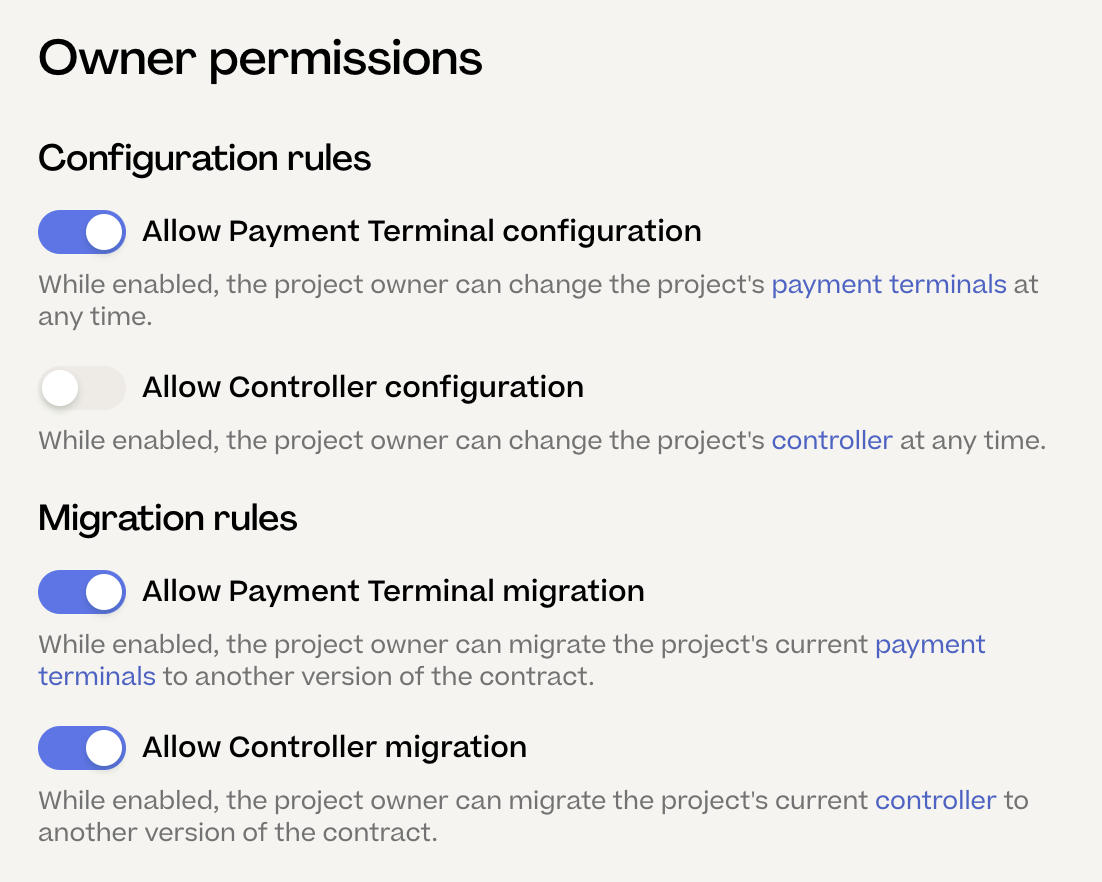 Owner permissions
Configuration rules
Allow Payment Terminal configuration
While enabled, the project owner can change the project's payment terminals at
any time.
Allow Controller configuration
While enabled, the project owner can change the project's controller at any time.
Migration rules
Allow Payment Terminal migration
While enabled, the project owner can migrate the project's current payment
terminals to another version of the contract.
Allow Controller migration
While enabled, the project owner can migrate the project's current controller to
another version of the contract.